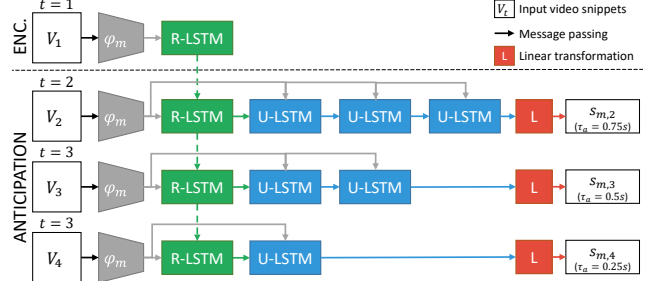 t = 1
ENC.
V_1
φ_m
R-LSTM
V_t
Input video snippets
Message passing
L
Linear transformation
ANTICIPATION
t = 2
V_2
φ_m
R-LSTM
U-LSTM
U-LSTM
U-LSTM
L
s_{m,2}
(τ_a = 0.75s)
t = 3
V_3
φ_m
R-LSTM
U-LSTM
U-LSTM
L
s_{m,3}
(τ_a = 0.5s)
t = 3
V_4
φ_m
R-LSTM
U-LSTM
L
s_{m,4}
(τ_a = 0.25s)